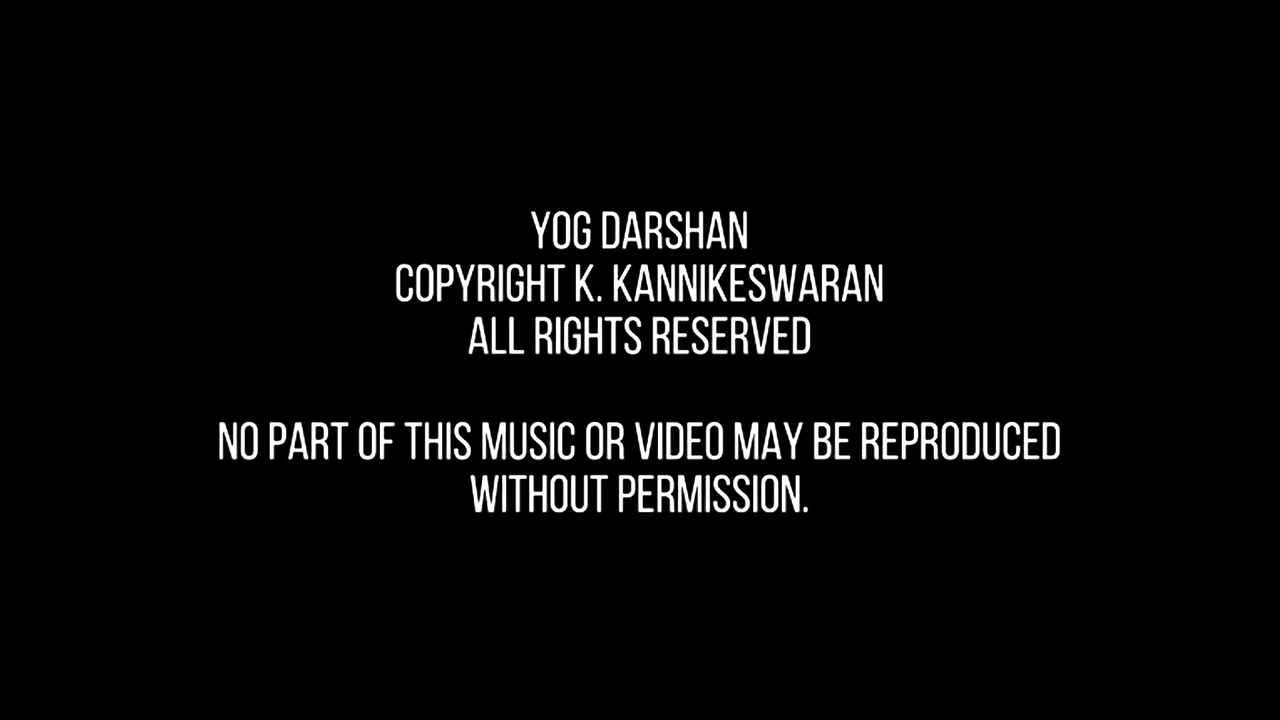 YOG DARSHAN
COPYRIGHT K. KANNIKESWARAN
ALL RIGHTS RESERVED
NO PART OF THIS MUSIC OR VIDEO MAY BE REPRODUCED
WITHOUT PERMISSION.